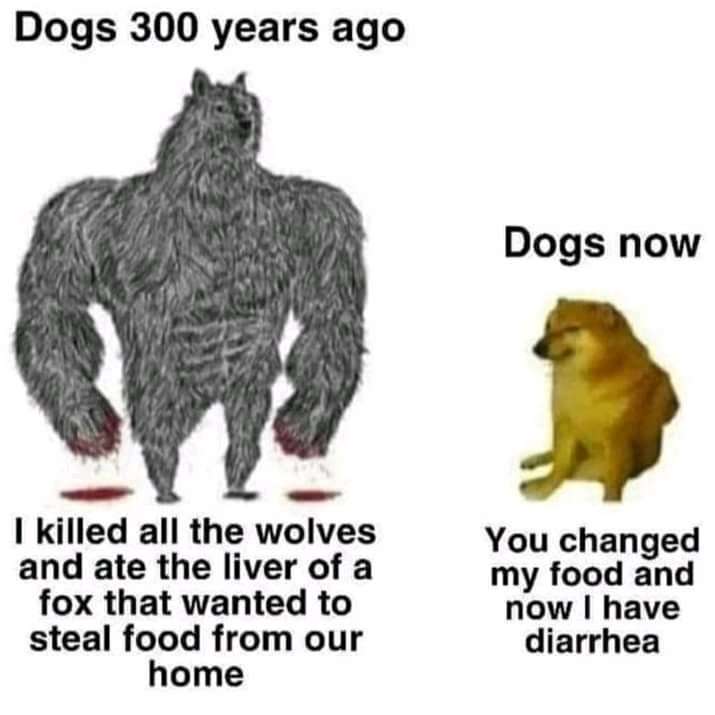 Dogs 300 years ago
I killed all the wolves
and ate the liver of a
fox that wanted to
steal food from our
home
Dogs now
You changed
my food and
now I have
diarrhea